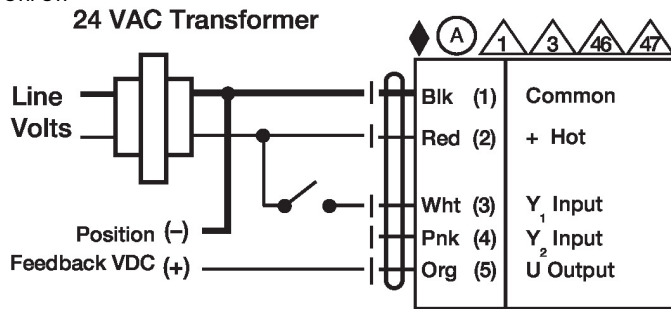 24 VAC Transformer
A 1 3 46 47
Line Volts
Blk (1) Common
Red (2) + Hot
Wht (3) Y1 Input
Pnk (4) Y2 Input
Org (5) U Output
Position (–)
Feedback VDC (+)